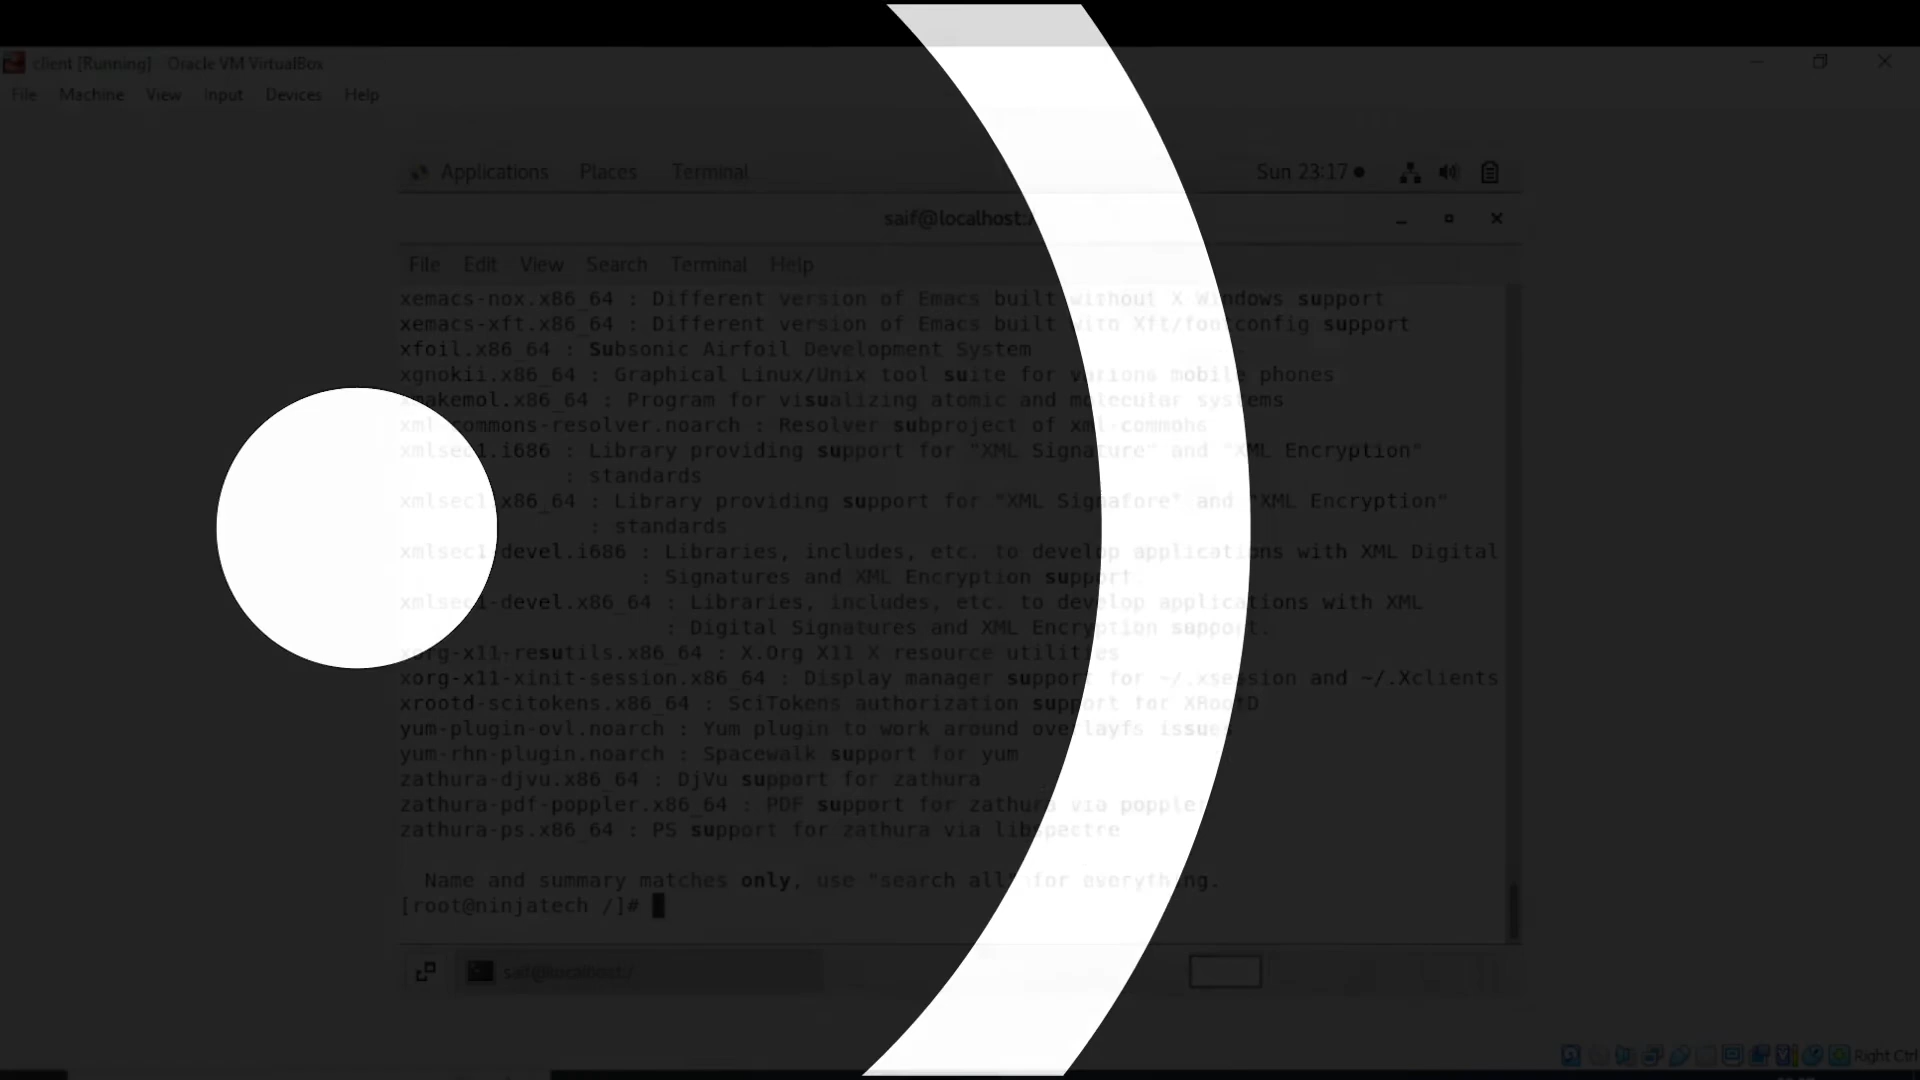 client [Running] - Oracle VM VirtualBox
File Machine View Input Devices Help
Applications Places Terminal Sun 23:17
saif@localhost:/
File Edit View Search Terminal Help
xemacs-nox.x86_64 : Different version of Emacs built without X Windows support
xemacs-xft.x86_64 : Different version of Emacs built with Xft/fontconfig support
xfoil.x86_64 : Subsonic Airfoil Development System
xgnokii.x86_64 : Graphical Linux/Unix tool suite for various mobile phones
xmakemol.x86_64 : Program for visualizing atomic and molecular systems
xml-commons-resolver.noarch : Resolver subproject of xml-commons
xmlsec1.i686 : Library providing support for "XML Signature" and "XML Encryption"
: standards
xmlsec1.x86_64 : Library providing support for "XML Signature" and "XML Encryption"
: standards
xmlsec1-devel.i686 : Libraries, includes, etc. to develop applications with XML Digital
: Signatures and XML Encryption support.
xmlsec1-devel.x86_64 : Libraries, includes, etc. to develop applications with XML
: Digital Signatures and XML Encryption support.
xorg-x11-resutils.x86_64 : X.Org X11 X resource utilities
xorg-x11-xinit-session.x86_64 : Display manager support for ~/.xsession and ~/.Xclients
xrootd-scitokens.x86_64 : SciTokens authorization support for XRootD
yum-plugin-ovl.noarch : Yum plugin to work around overlayfs issues
yum-rhn-plugin.noarch : Spacewalk support for yum
zathura-djvu.x86_64 : DjVu support for zathura
zathura-pdf-poppler.x86_64 : PDF support for zathura via poppler
zathura-ps.x86_64 : PS support for zathura via libspectre
Name and summary matches only, use "search all" for everything.
[root@ninjatech /]#
saif@localhost:/
Right Ctrl